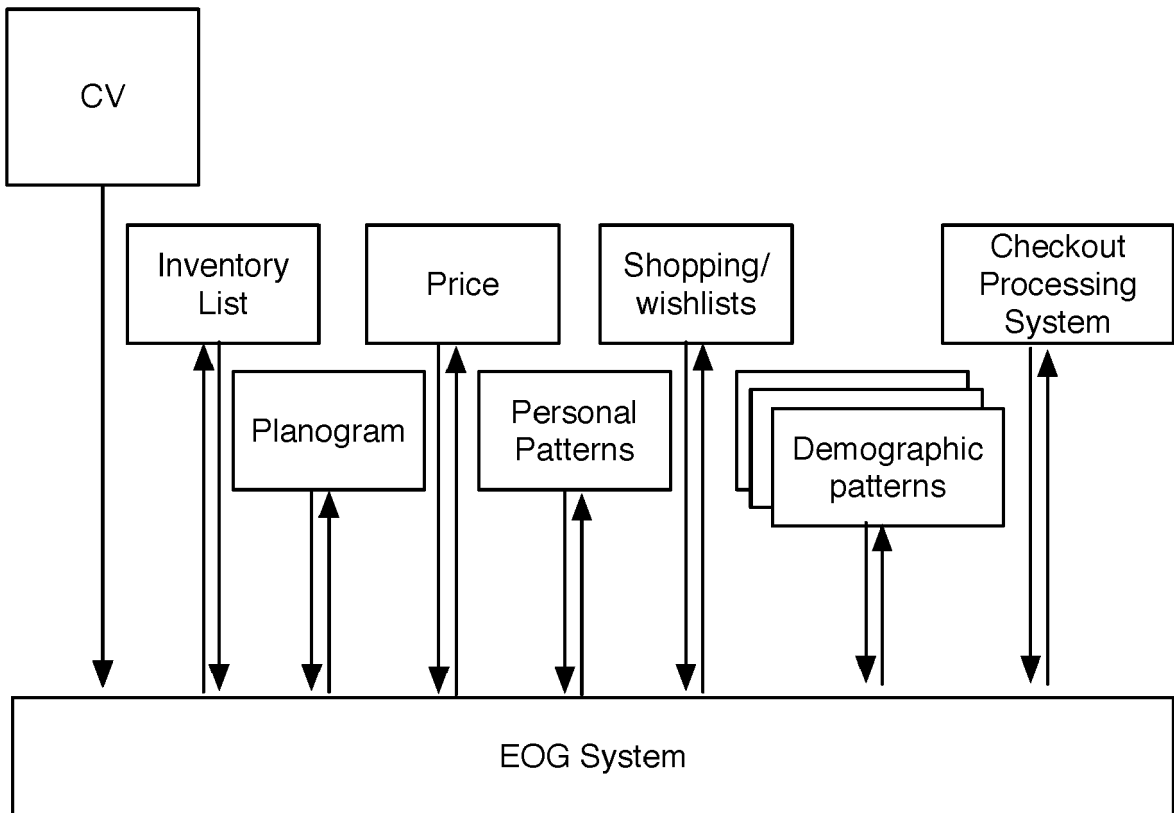 CV
Inventory
List
Price
Shopping/
wishlists
Checkout
Processing
System
Planogram
Personal
Patterns
Demographic
patterns
EOG System